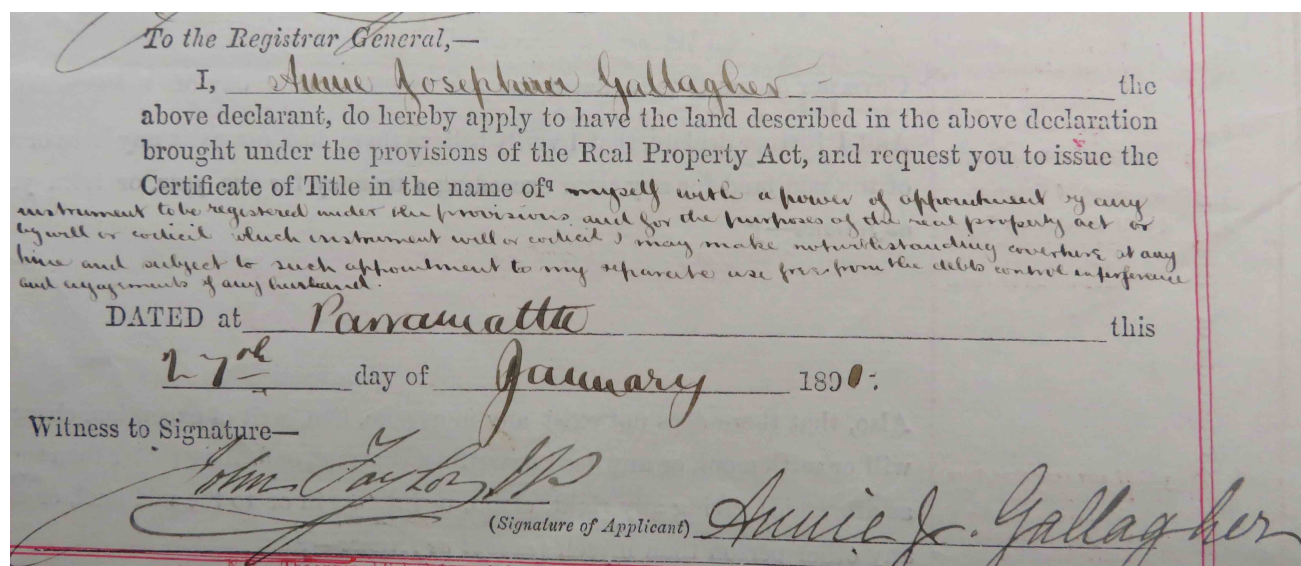 To the Registrar General,—
I, Annie Josephine Gallagher — the
above declarant, do hereby apply to have the land described in the above declaration
brought under the provisions of the Real Property Act, and request you to issue the
Certificate of Title in the name of q myself with a power of appointment by any
instrument to be registered under the provisions and for the purposes of the real property act or
by will or codicil which instrument will or codicil I may make notwithstanding coverture at any
time and subject to such appointment to my separate use free from the debts control interference
and engagements of any husband.
DATED at Parramatta this
27th day of January 1890:
Witness to Signature—
John Taylor JP
(Signature of Applicant) Annie J. Gallagher